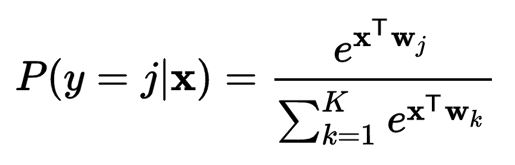 P(y = j|𝐱) = e^{𝐱^⊤𝐰_j} / ∑_{k=1}^{K} e^{𝐱^⊤𝐰_k}